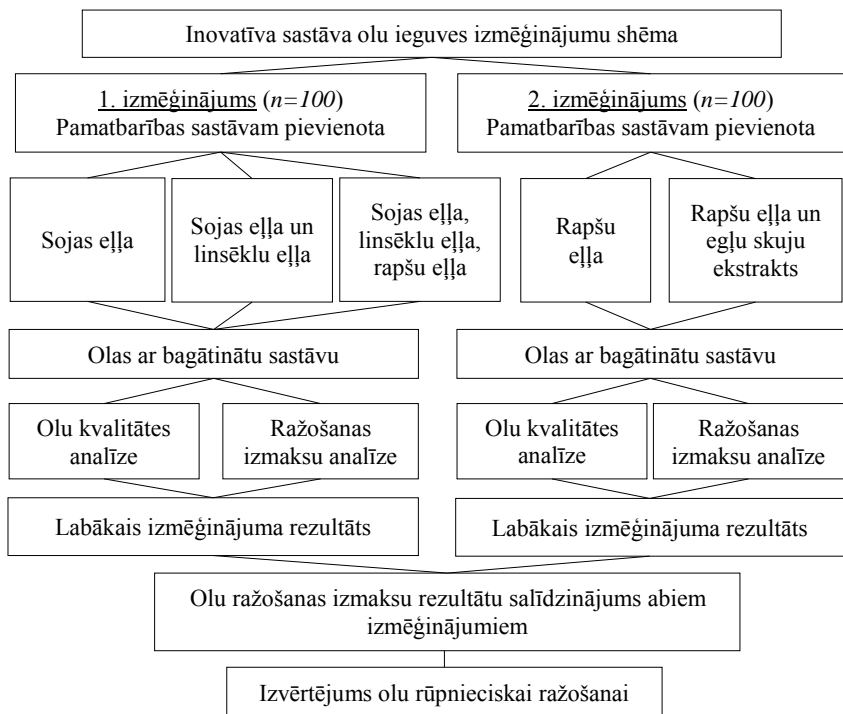 Inovatīva sastāva olu ieguves izmēģinājumu shēma
1. izmēģinājums (n=100)
Pamatbarības sastāvam pievienota
2. izmēģinājums (n=100)
Pamatbarības sastāvam pievienota
Sojas eļļa
Sojas eļļa un
linsēklu eļļa
Sojas eļļa,
linsēklu eļļa,
rapšu eļļa
Rapšu
eļļa
Rapšu eļļa un
egļu skuju
ekstrakts
Olas ar bagātinātu sastāvu
Olas ar bagātinātu sastāvu
Olu kvalitātes
analīze
Ražošanas
izmaksu analīze
Olu kvalitātes
analīze
Ražošanas
izmaksu analīze
Labākais izmēģinājuma rezultāts
Labākais izmēģinājuma rezultāts
Olu ražošanas izmaksu rezultātu salīdzinājums abiem
izmēģinājumiem
Izvērtējums olu rūpnieciskai ražošanai